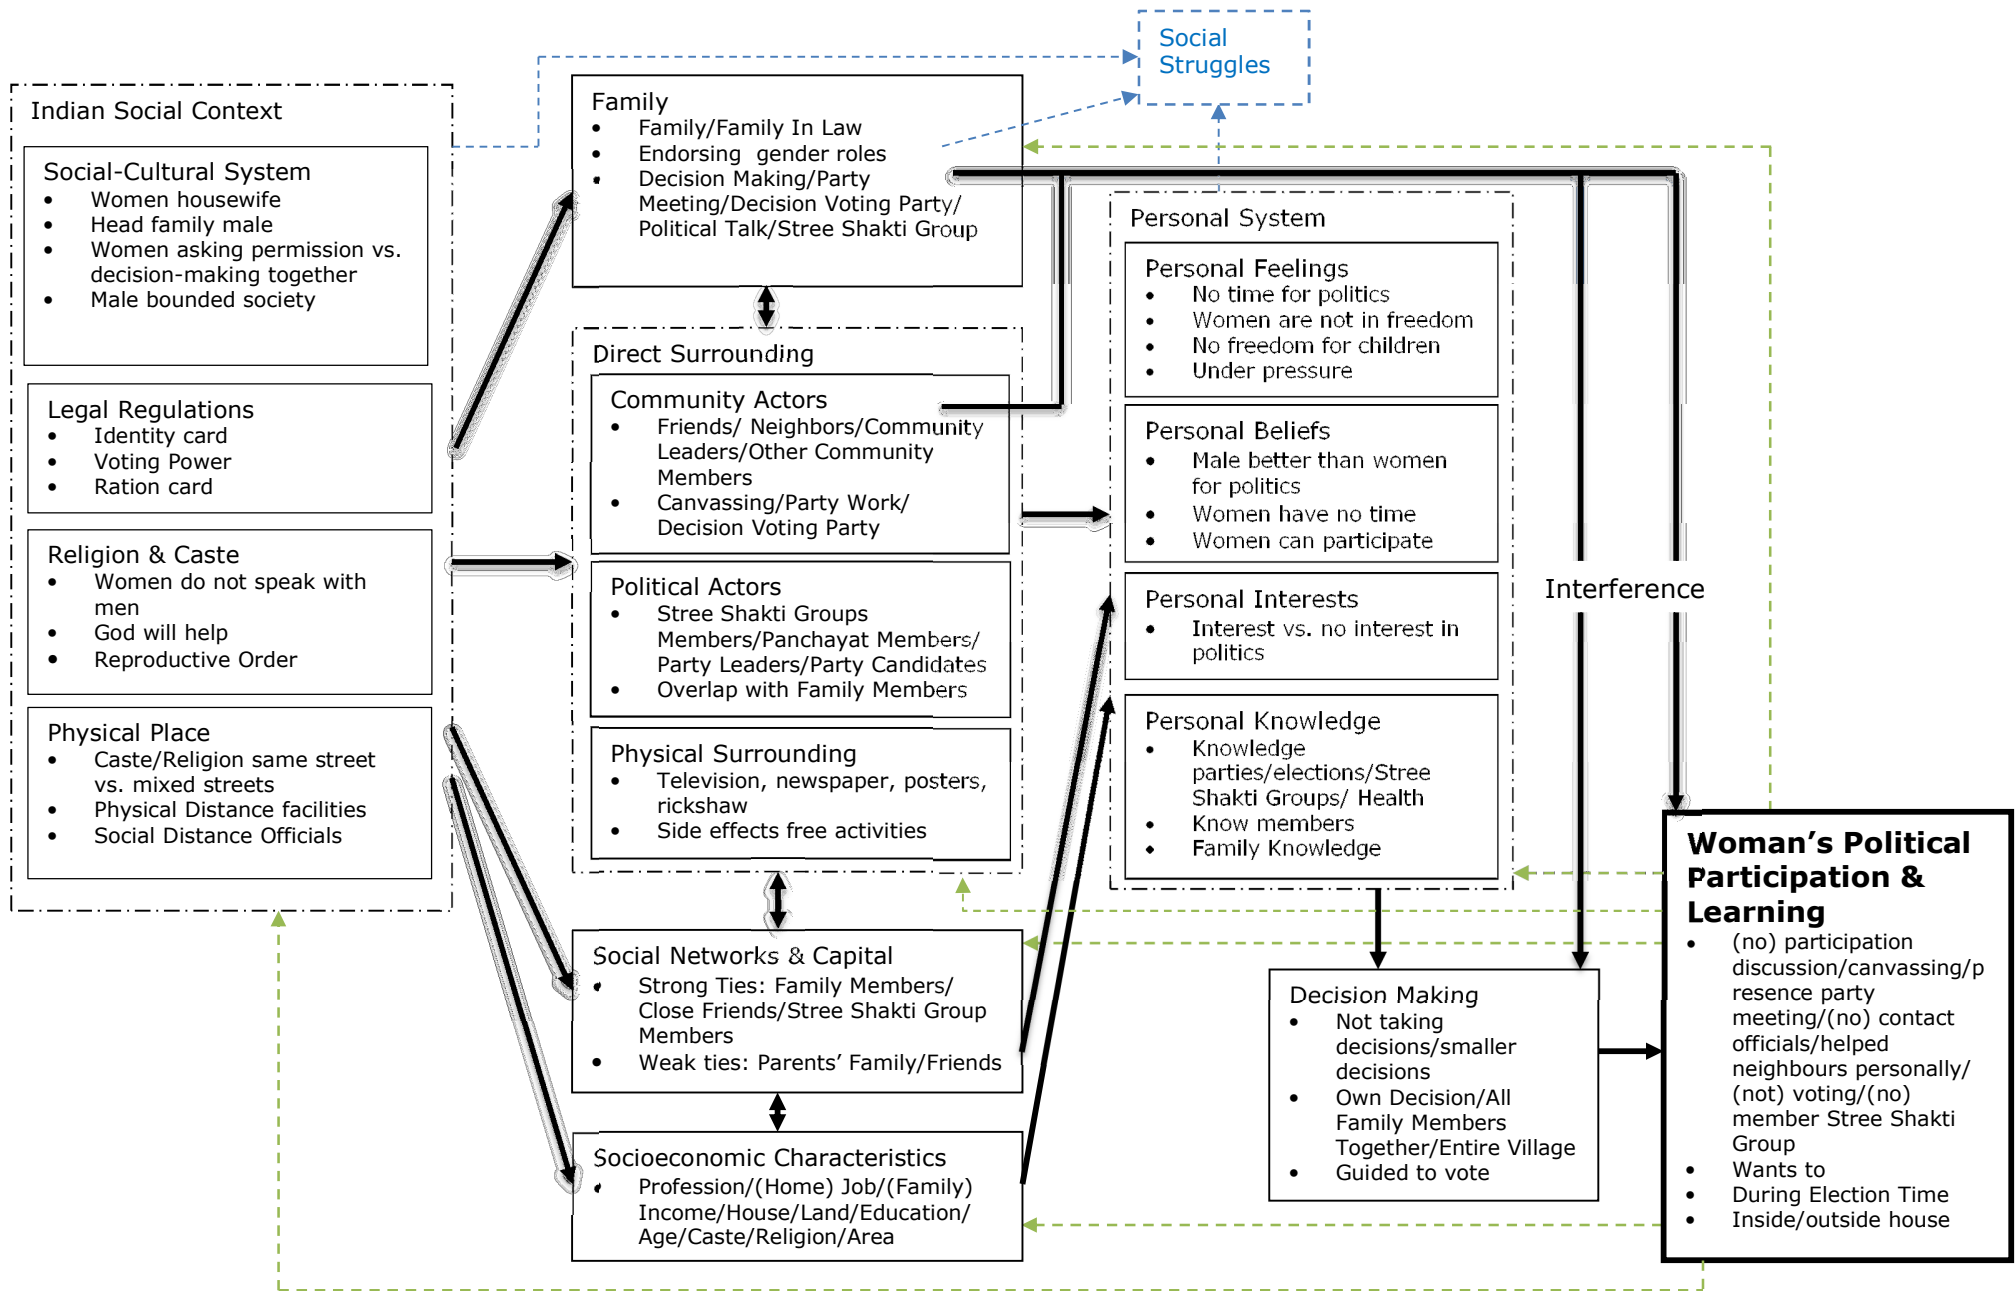 Social
Struggles
Indian Social Context
Social-Cultural System
• Women housewife
• Head family male
• Women asking permission vs.
decision-making together
• Male bounded society
Legal Regulations
• Identity card
• Voting Power
• Ration card
Religion & Caste
• Women do not speak with
men
• God will help
• Reproductive Order
Physical Place
• Caste/Religion same street
vs. mixed streets
• Physical Distance facilities
• Social Distance Officials
Family
• Family/Family In Law
• Endorsing gender roles
• Decision Making/Party
Meeting/Decision Voting Party/
Political Talk/Stree Shakti Group
Direct Surrounding
Community Actors
• Friends/ Neighbors/Community
Leaders/Other Community
Members
• Canvassing/Party Work/
Decision Voting Party
Political Actors
• Stree Shakti Groups
Members/Panchayat Members/
Party Leaders/Party Candidates
• Overlap with Family Members
Physical Surrounding
• Television, newspaper, posters,
rickshaw
• Side effects free activities
Social Networks & Capital
• Strong Ties: Family Members/
Close Friends/Stree Shakti Group
Members
• Weak ties: Parents’ Family/Friends
Socioeconomic Characteristics
• Profession/(Home) Job/(Family)
Income/House/Land/Education/
Age/Caste/Religion/Area
Personal System
Personal Feelings
• No time for politics
• Women are not in freedom
• No freedom for children
• Under pressure
Personal Beliefs
• Male better than women
for politics
• Women have no time
• Women can participate
Personal Interests
• Interest vs. no interest in
politics
Personal Knowledge
• Knowledge
parties/elections/Stree
Shakti Groups/ Health
• Know members
• Family Knowledge
Interference
Decision Making
• Not taking
decisions/smaller
decisions
• Own Decision/All
Family Members
Together/Entire Village
• Guided to vote
Woman’s Political
Participation &
Learning
• (no) participation
discussion/canvassing/p
resence party
meeting/(no) contact
officials/helped
neighbours personally/
(not) voting/(no)
member Stree Shakti
Group
• Wants to
• During Election Time
• Inside/outside house